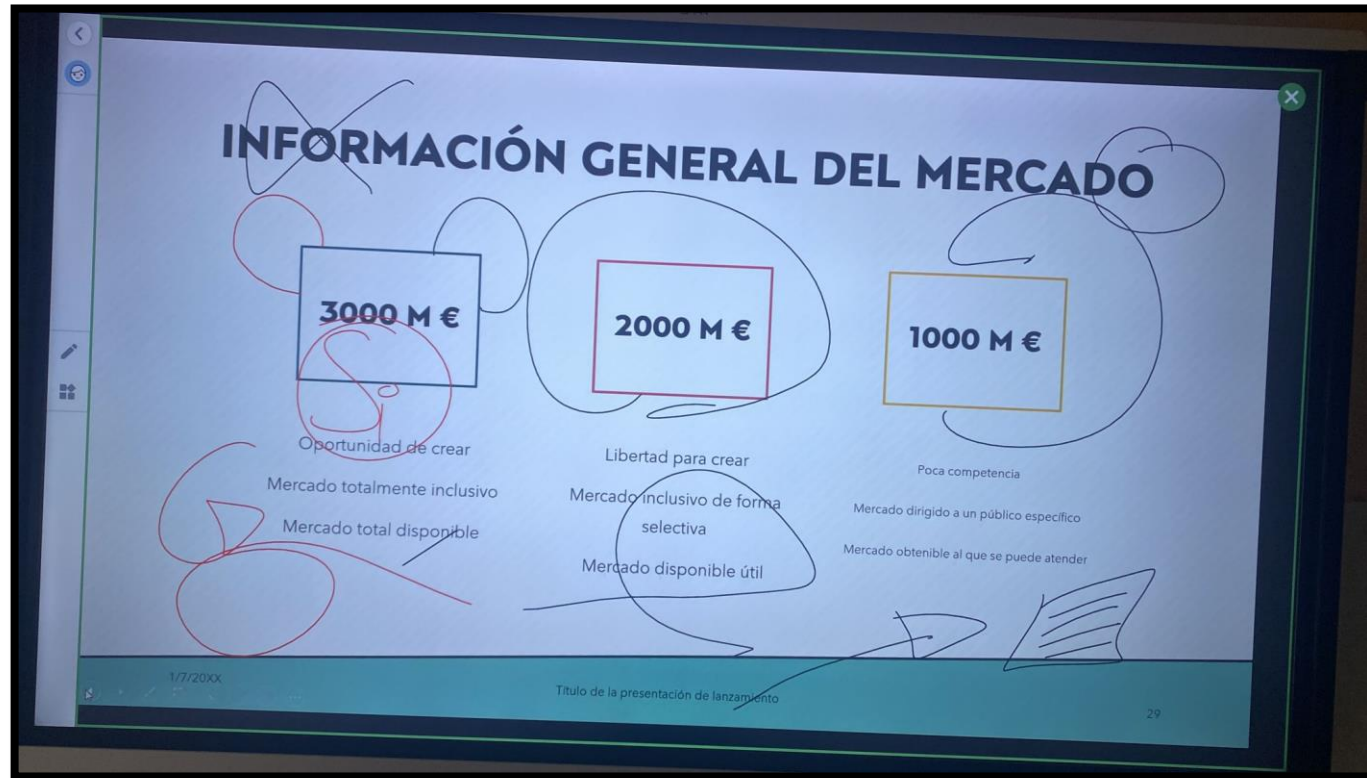 INFORMACIÓN GENERAL DEL MERCADO
3000 M €
Si
Oportunidad de crear
Mercado totalmente inclusivo
Mercado total disponible
2000 M €
Libertad para crear
Mercado inclusivo de forma
selectiva
Mercado disponible útil
1000 M €
Poca competencia
Mercado dirigido a un público específico
Mercado obtenible al que se puede atender
1/7/20XX
Título de la presentación de lanzamiento
29